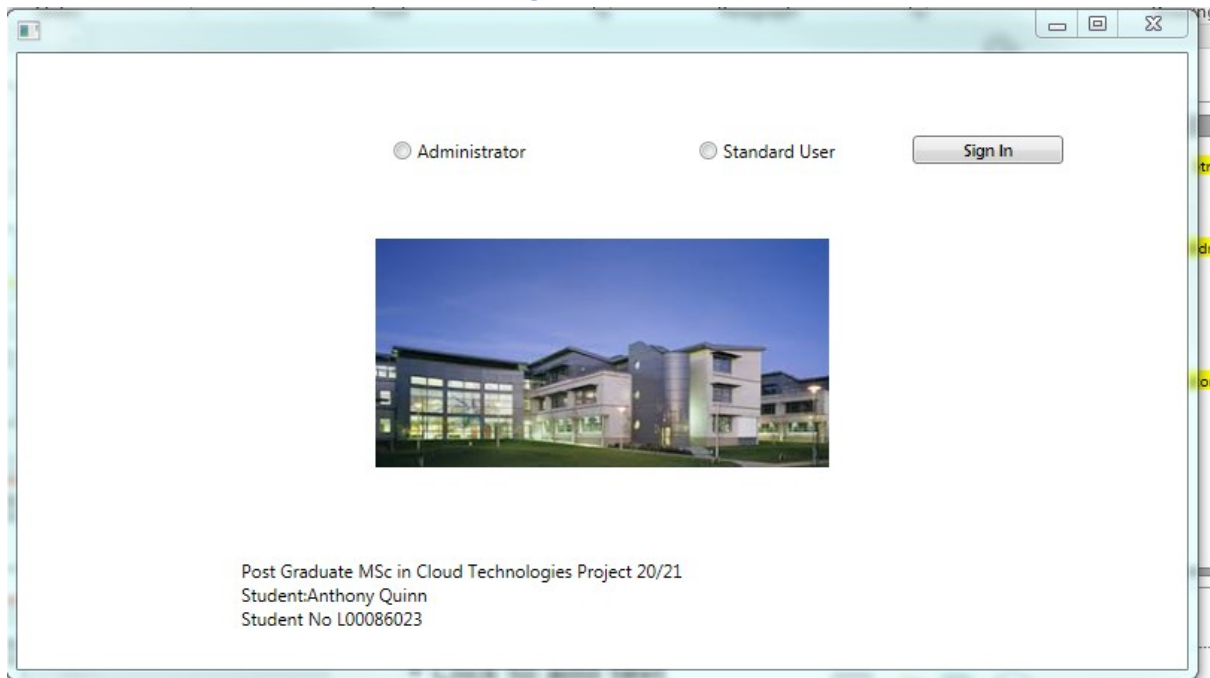 Administrator
Standard User
Sign In
Post Graduate MSc in Cloud Technologies Project 20/21
Student:Anthony Quinn
Student No L00086023